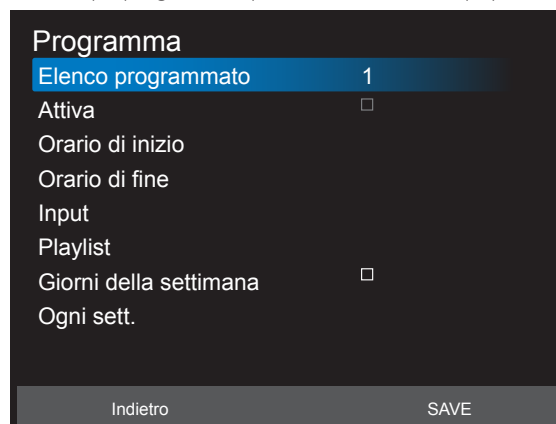 Programma
Elenco programmato 1
Attiva
Orario di inizio
Orario di fine
Input
Playlist
Giorni della settimana
Ogni sett.
Indietro SAVE